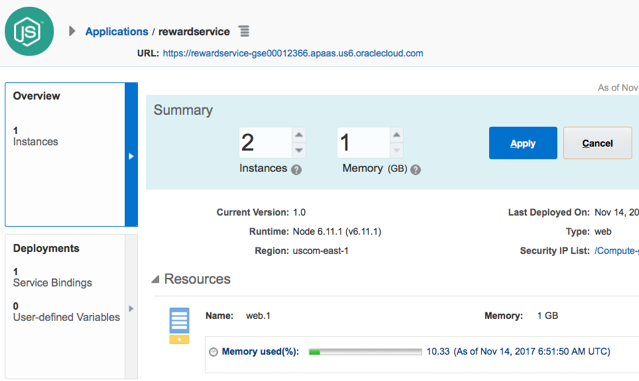 JS
Applications / rewardservice
URL: https://rewardservice-gse00012366.apaas.us6.oraclecloud.com
As of Nov
Overview
1
Instances
Summary
2 1
Instances ? Memory (GB) ?
Apply Cancel
Current Version: 1.0
Runtime: Node 6.11.1 (v6.11.1)
Region: uscom-east-1
Last Deployed On: Nov 14, 20
Type: web
Security IP List: /Compute-g
Deployments
1
Service Bindings
0
User-defined Variables
Resources
Name: web.1 Memory: 1 GB
Memory used(%): 10.33 (As of Nov 14, 2017 6:51:50 AM UTC)